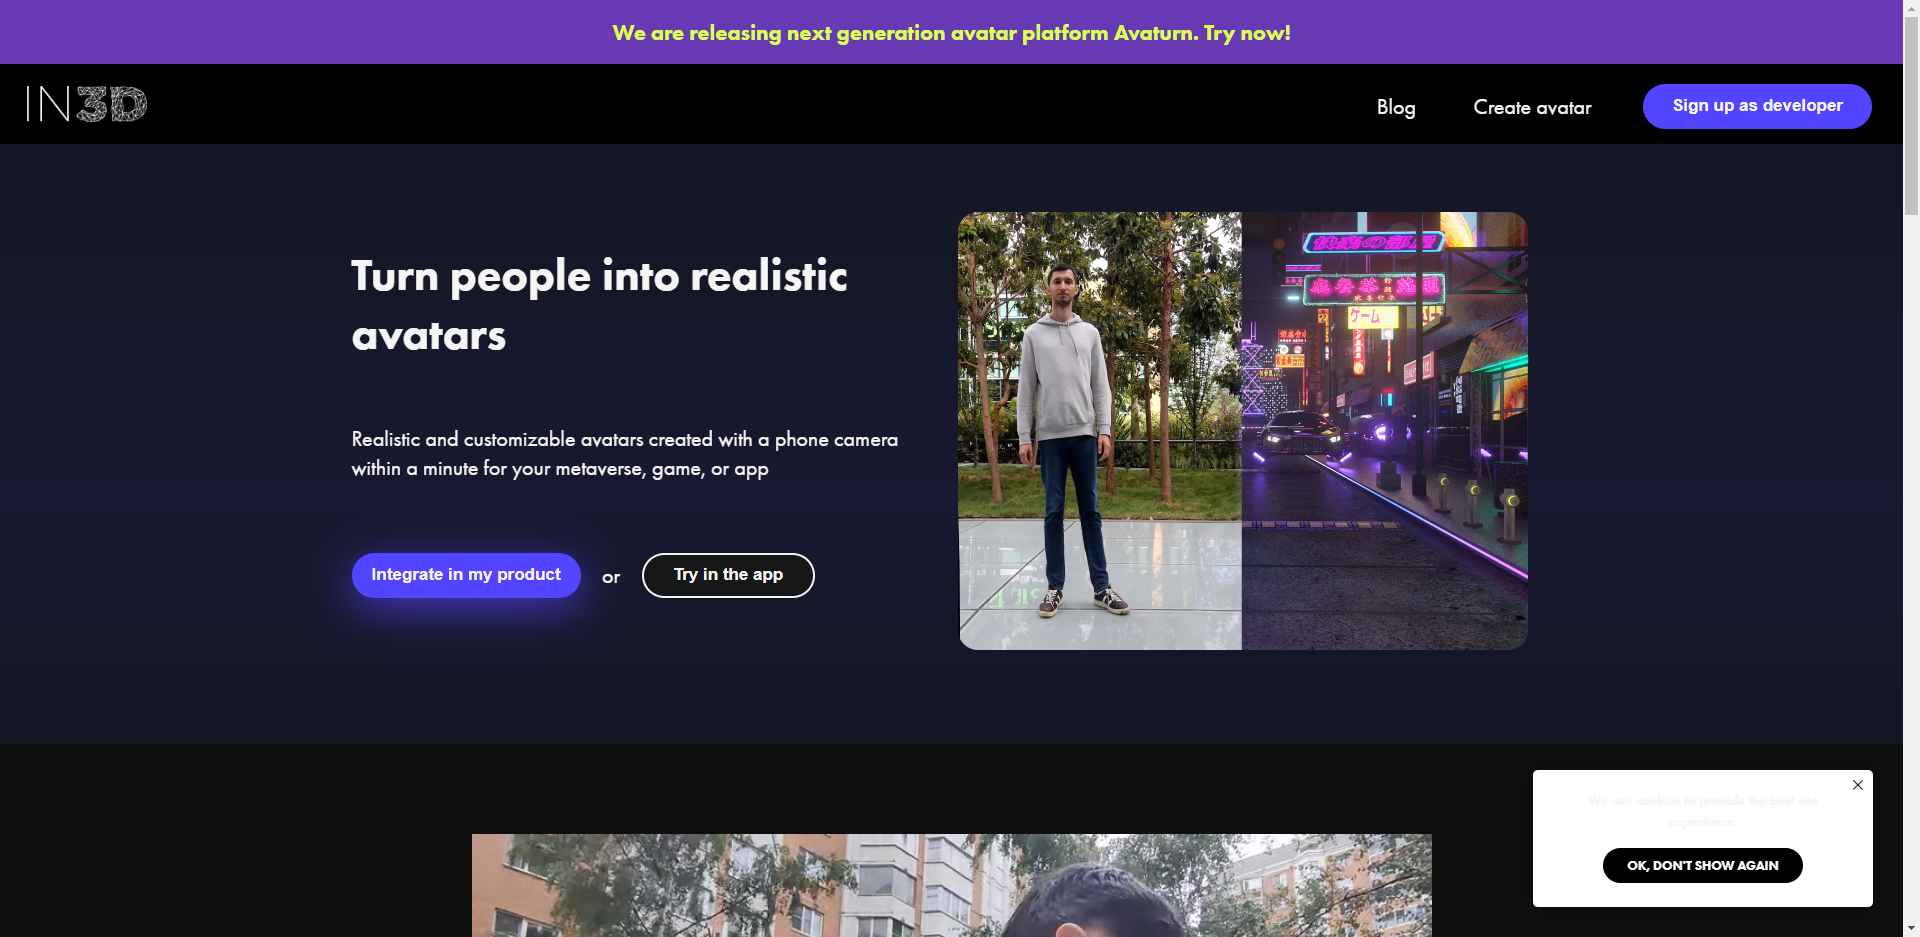 We are releasing next generation avatar platform Avaturn. Try now!
IN3D
Blog
Create avatar
Sign up as developer
Turn people into realistic
avatars
Realistic and customizable avatars created with a phone camera
within a minute for your metaverse, game, or app
Integrate in my product
or
Try in the app
ゲーム
We use cookies to provide the best site
experience.
OK, DON'T SHOW AGAIN